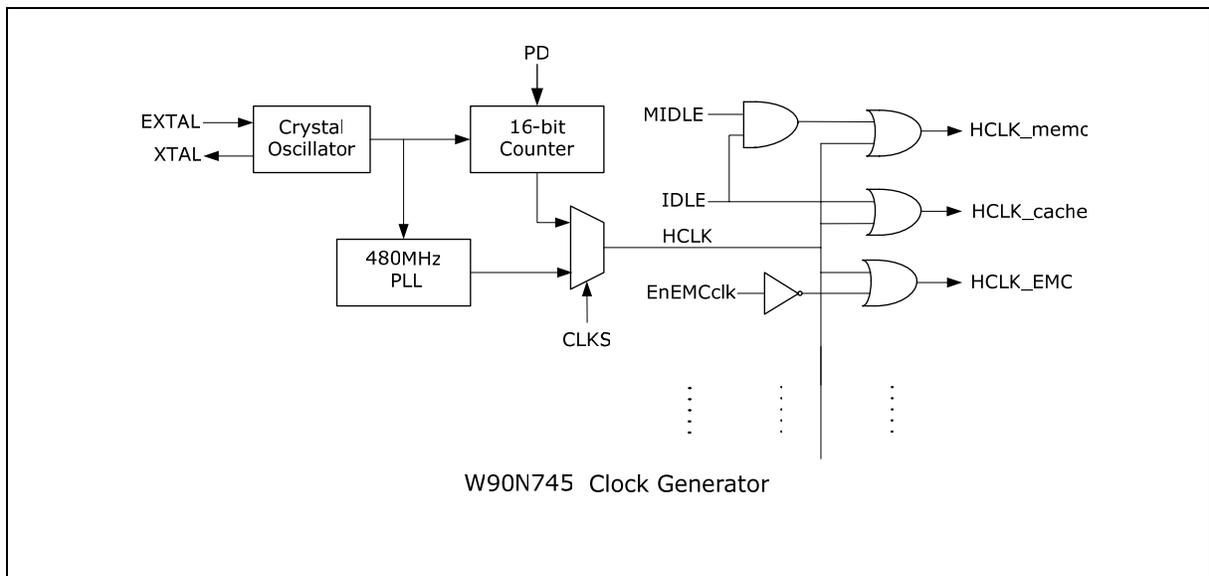 PD
EXTAL
XTAL
Crystal
Oscillator
16-bit
Counter
480MHz
PLL
CLKS
HCLK
MIDLE
IDLE
EnEMCclk
HCLK_memc
HCLK_cache
HCLK_EMC
W90N745 Clock Generator